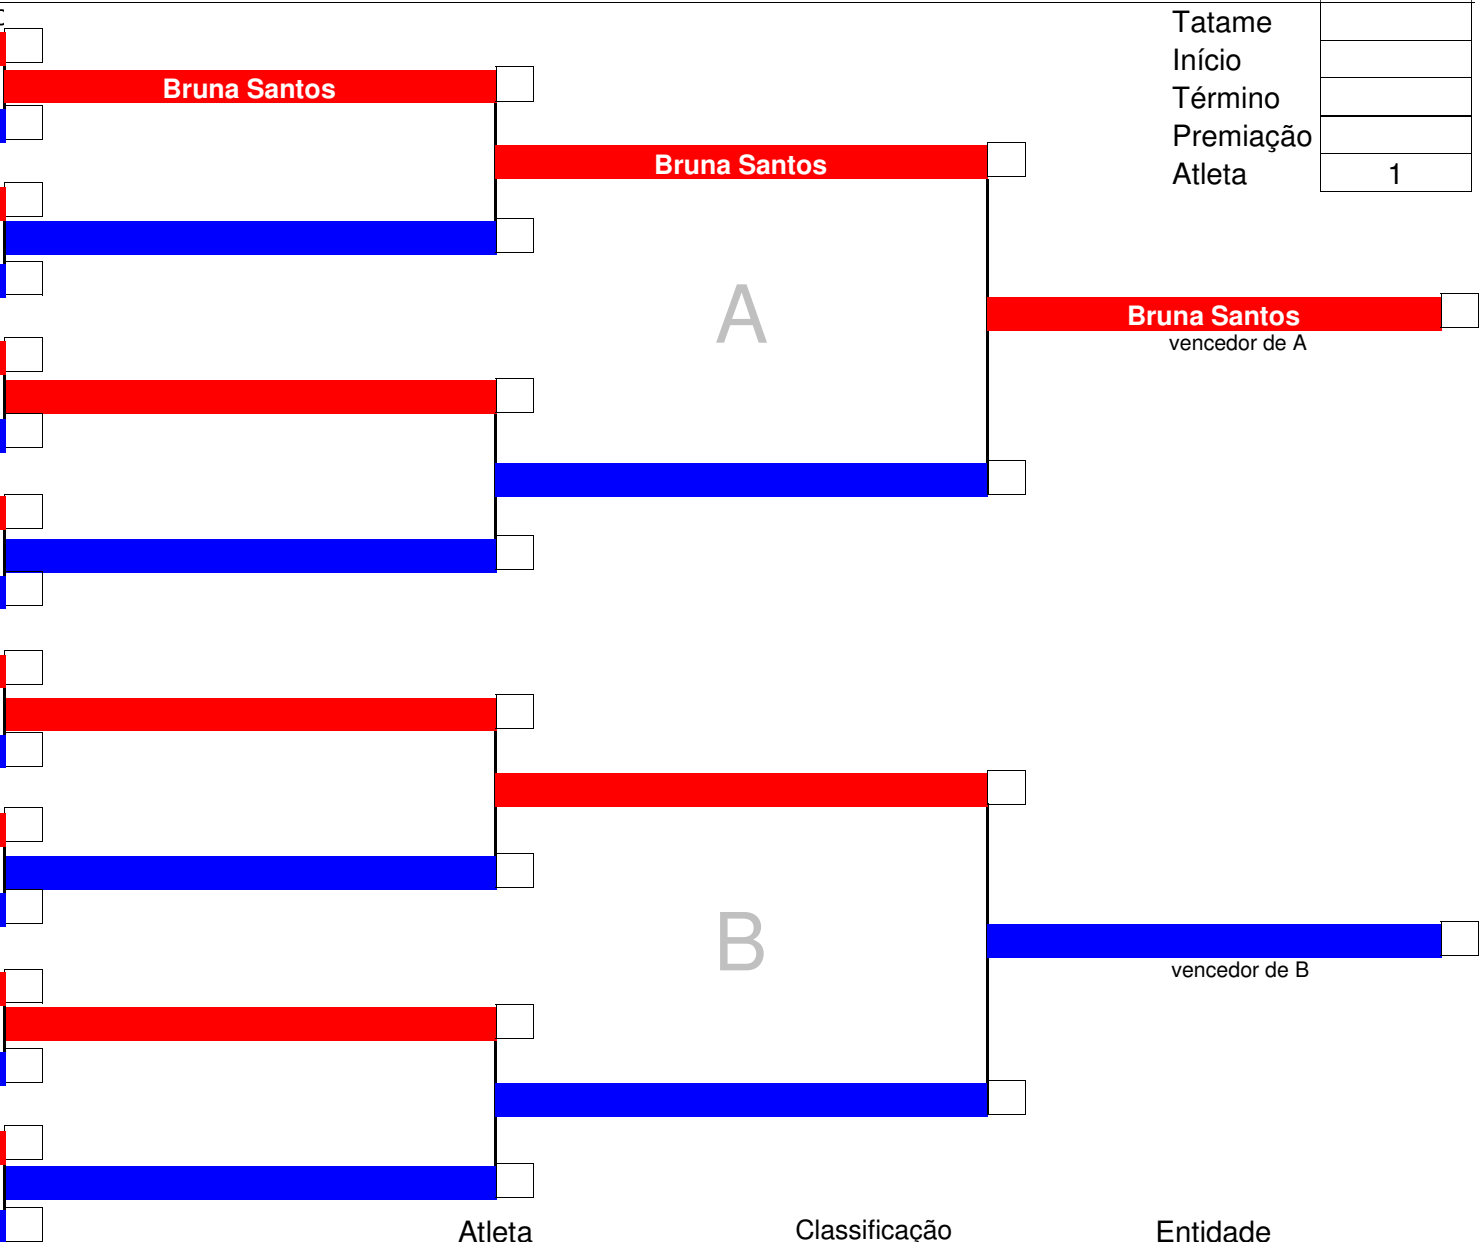 Tatame
Início
Bruna Santos
Término
Premiação
Bruna Santos
Atleta 1
A
Bruna Santos
vencedor de A
B
vencedor de B
Atleta Classificação Entidade